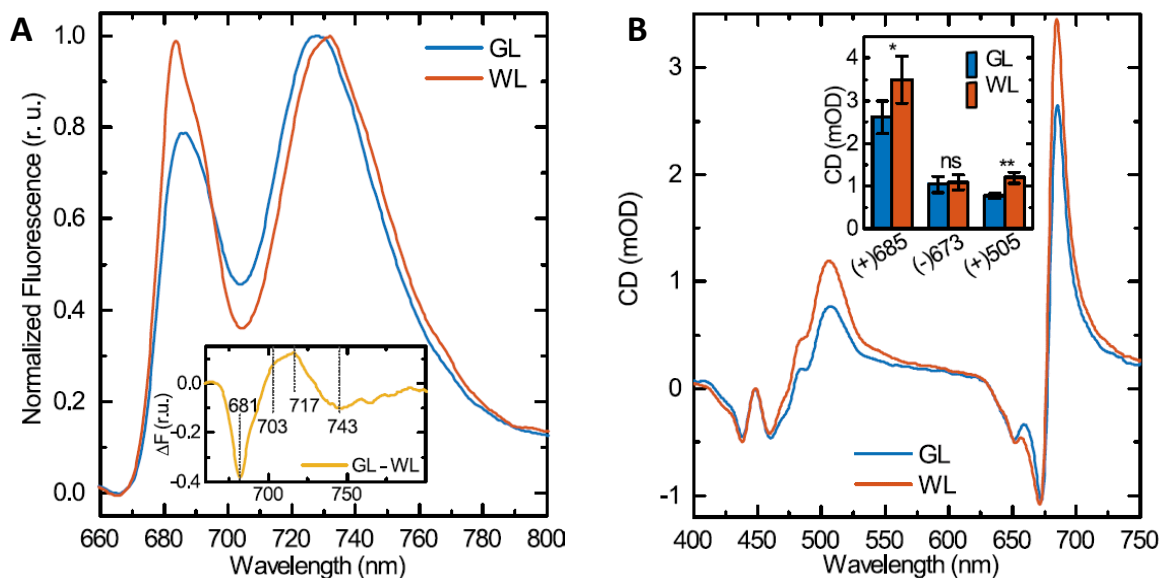 A
Normalized Fluorescence (r. u.)
1.0
0.8
0.6
0.4
0.2
0.0
GL
WL
ΔF (r.u.)
0.0
-0.2
-0.4
681
703
717
743
GL - WL
700
750
660
680
700
720
740
760
780
800
Wavelength (nm)
B
CD (mOD)
3
2
1
0
-1
CD (mOD)
4
3
2
1
0
*
ns
**
GL
WL
(+)685
(-)673
(+)505
GL
WL
400
450
500
550
600
650
700
750
Wavelength (nm)